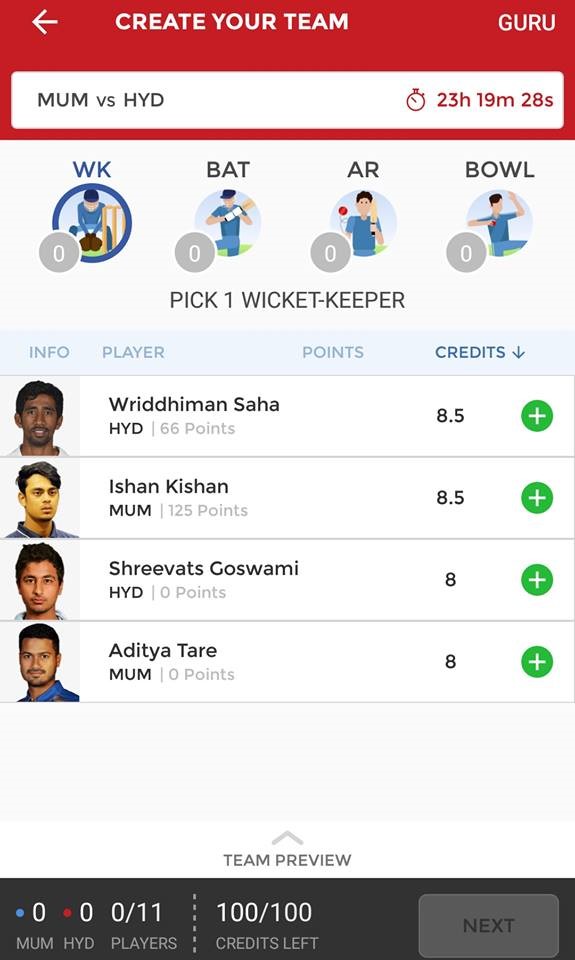 CREATE YOUR TEAM GURU
MUM vs HYD 23h 19m 28s
WK BAT AR BOWL
0 0 0 0
PICK 1 WICKET-KEEPER
INFO PLAYER POINTS CREDITS ↓
Wriddhiman Saha 8.5
HYD | 66 Points
Ishan Kishan 8.5
MUM | 125 Points
Shreevats Goswami 8
HYD | 0 Points
Aditya Tare 8
MUM | 0 Points
TEAM PREVIEW
0 0 0/11 100/100 NEXT
MUM HYD PLAYERS CREDITS LEFT